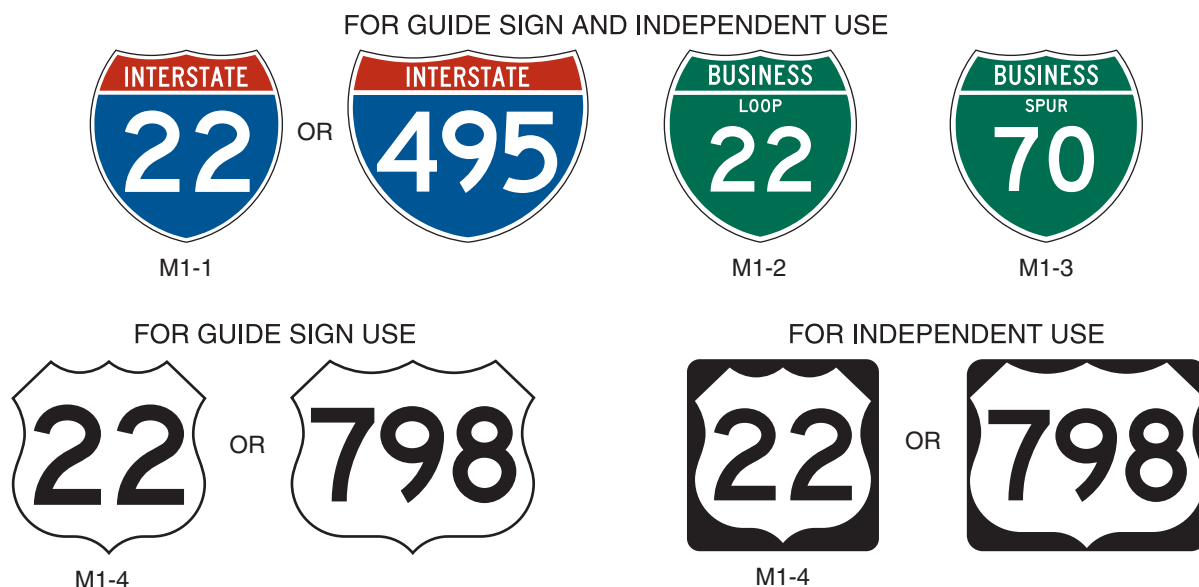 FOR GUIDE SIGN AND INDEPENDENT USE
INTERSTATE
22
OR
INTERSTATE
495
BUSINESS
LOOP
22
BUSINESS
SPUR
70
M1-1
M1-2
M1-3
FOR GUIDE SIGN USE
FOR INDEPENDENT USE
22
OR
798
22
OR
798
M1-4
M1-4